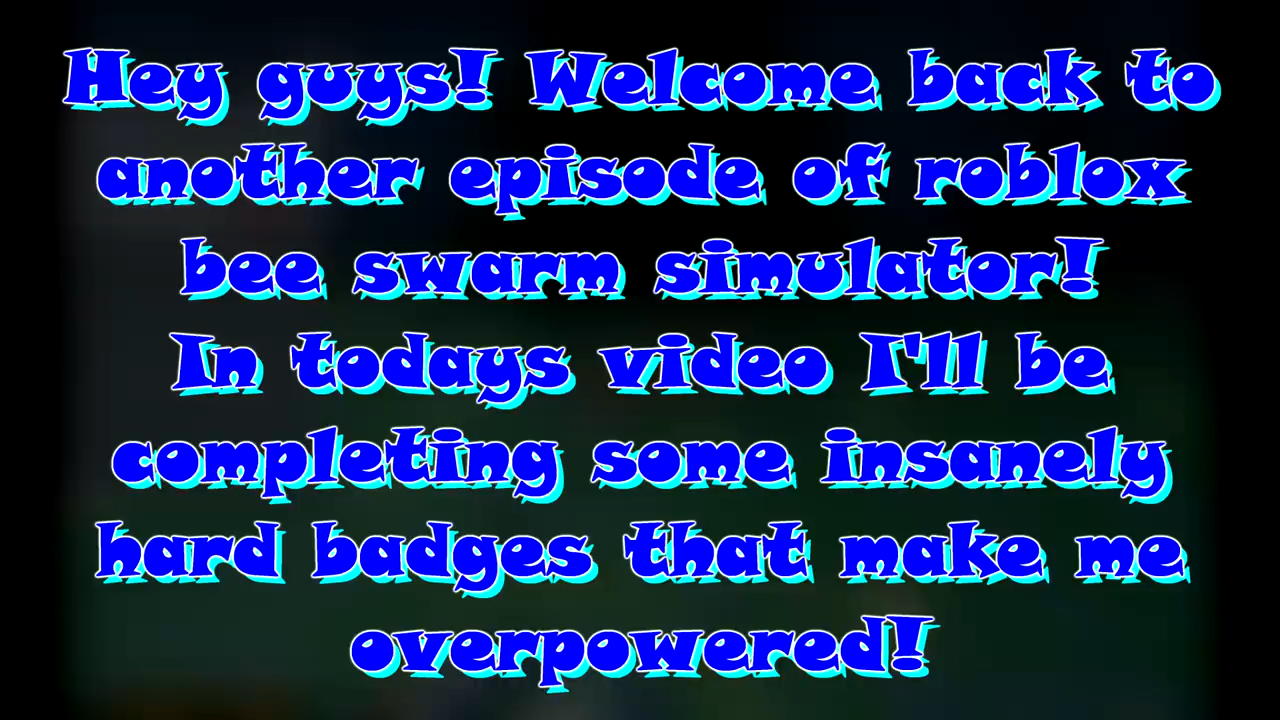 Hey guys! Welcome back to
another episode of roblox
bee swarm simulator!
In todays video I'll be
completing some insanely
hard badges that make me
overpowered!